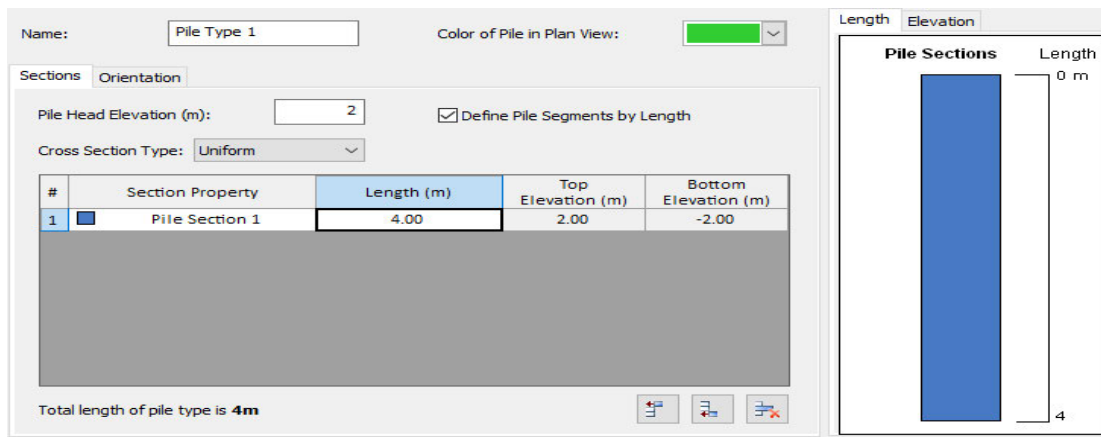 Name: Pile Type 1 Color of Pile in Plan View:
Sections Orientation
Pile Head Elevation (m): 2 Define Pile Segments by Length
Cross Section Type: Uniform
# Section Property Length (m) Top Elevation (m) Bottom Elevation (m)
1 Pile Section 1 4.00 2.00 -2.00
Total length of pile type is 4m
Length Elevation
Pile Sections Length
0 m
4